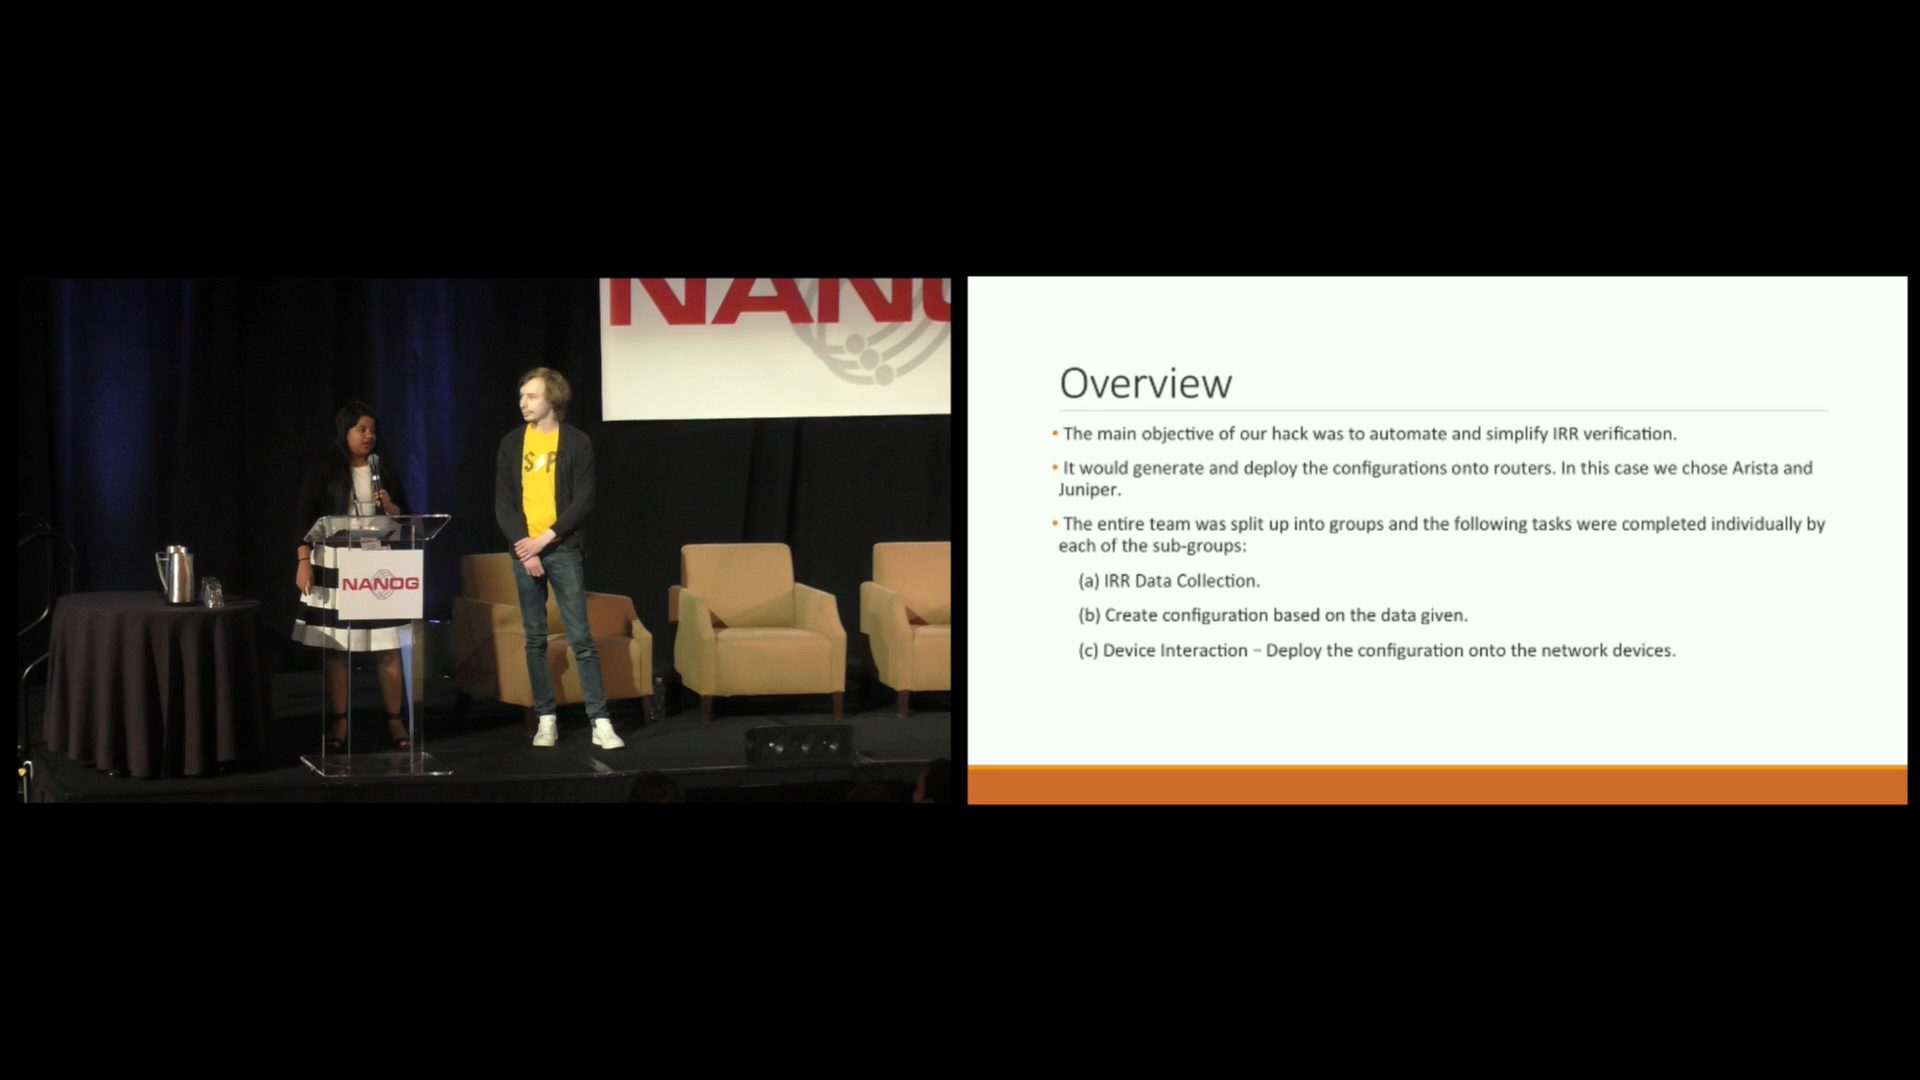 NANO
S P
NANOG
Overview
• The main objective of our hack was to automate and simplify IRR verification.
• It would generate and deploy the configurations onto routers. In this case we chose Arista and
Juniper.
• The entire team was split up into groups and the following tasks were completed individually by
each of the sub-groups:
(a) IRR Data Collection.
(b) Create configuration based on the data given.
(c) Device Interaction – Deploy the configuration onto the network devices.